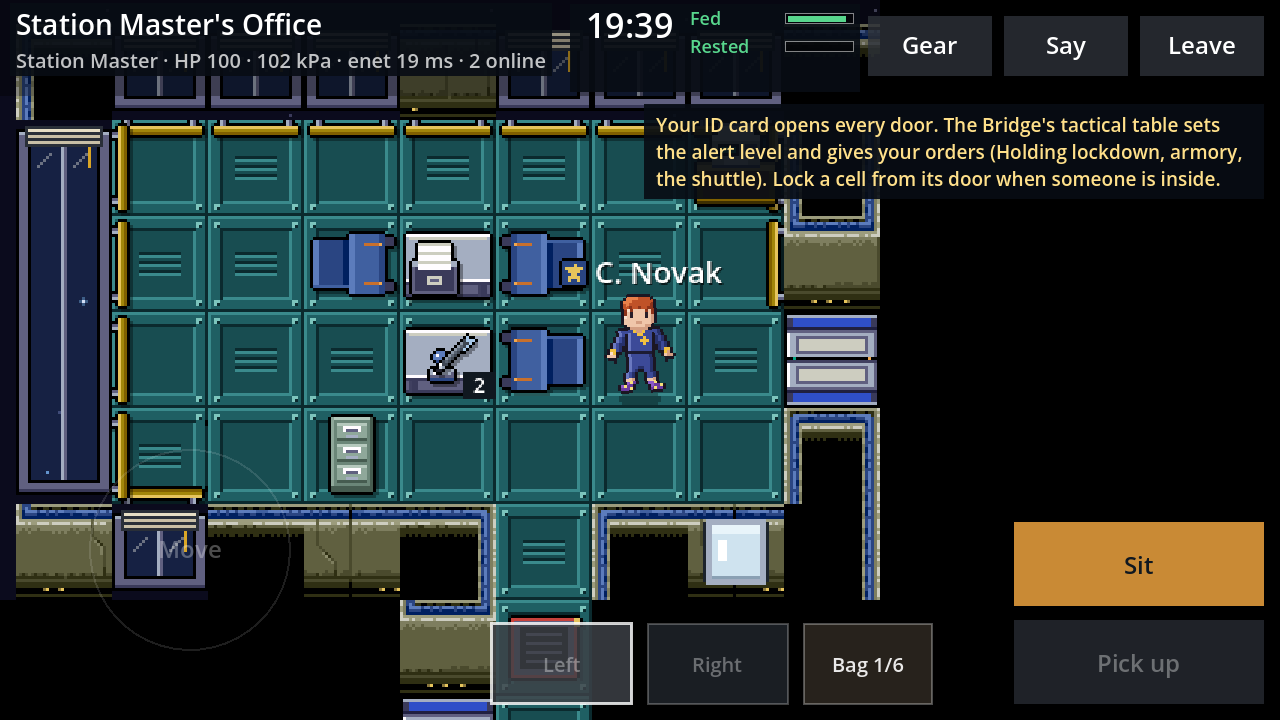 Station Master's Office
Station Master · HP 100 · 102 kPa · enet 19 ms · 2 online
19:39
Fed
Rested
Gear
Say
Leave
Your ID card opens every door. The Bridge's tactical table sets
the alert level and gives your orders (Holding lockdown, armory,
the shuttle). Lock a cell from its door when someone is inside.
C. Novak
2
Move
Sit
Left
Right
Bag 1/6
Pick up